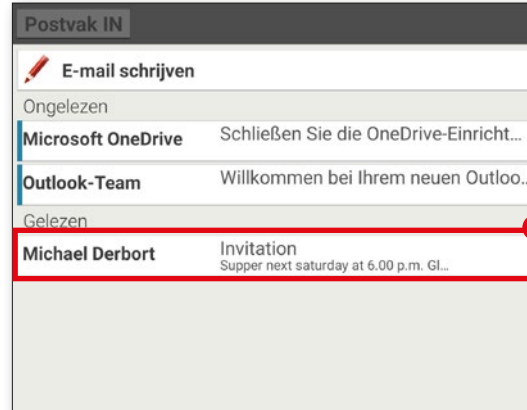 Postvak IN
E-mail schrijven
Ongelezen
Microsoft OneDrive Schließen Sie die OneDrive-Einricht...
Outlook-Team Willkommen bei Ihrem neuen Outloo...
Gelezen
Michael Derbort Invitation
Supper next saturday at 6.00 p.m. Gl...